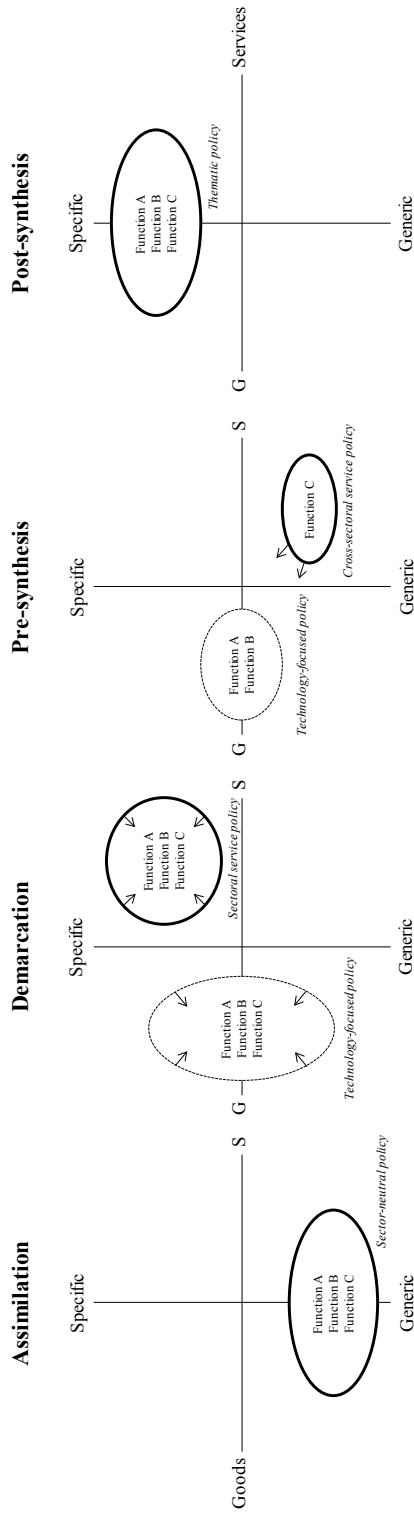 Assimilation
Specific
Goods
S
Function A
Function B
Function C
Sector-neutral policy
Generic
Demarcation
Specific
G
S
Function A
Function B
Function C
Technology-focused policy
Function A
Function B
Function C
Sectoral service policy
Generic
Pre-synthesis
Specific
G
S
Function A
Function B
Technology-focused policy
Function C
Cross-sectoral service policy
Generic
Post-synthesis
Specific
G
Services
Function A
Function B
Function C
Thematic policy
Generic